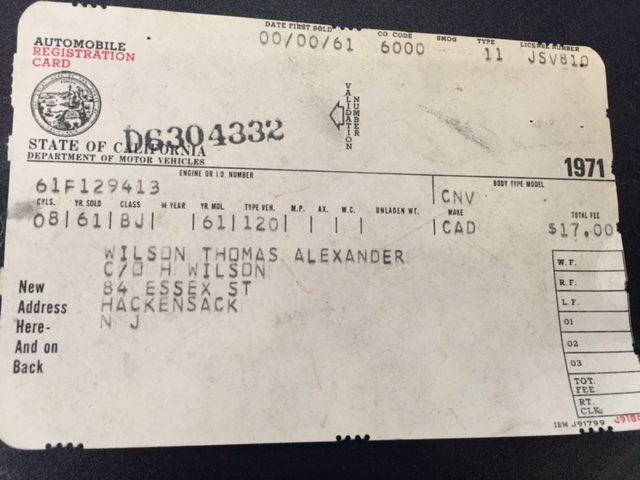 AUTOMOBILE
REGISTRATION
CARD
DATE FIRST SOLD
00/00/61
CO. CODE
6000
SMOG
TYPE
11
LICENSE NUMBER
JSV810
VALIDATION
NUMBER
D6304332
STATE OF CALIFORNIA
DEPARTMENT OF MOTOR VEHICLES
1971
ENGINE OR I.D. NUMBER
61F129413
BODY TYPE MODEL
CNV
CYLS. YR. SOLD CLASS * YEAR YR. MDL. TYPE VEH. M.P. AX. W.C. UNLADEN WT. MAKE TOTAL FEE
08 61 BJ 61 120 CAD $17.00
WILSON THOMAS ALEXANDER
C/O H WILSON
84 ESSEX ST
HACKENSACK
N J
New
Address
Here-
And on
Back
W.F.
R.F.
L.F.
01
02
03
TOT. FEE
RT. CLK.
IBM J91799